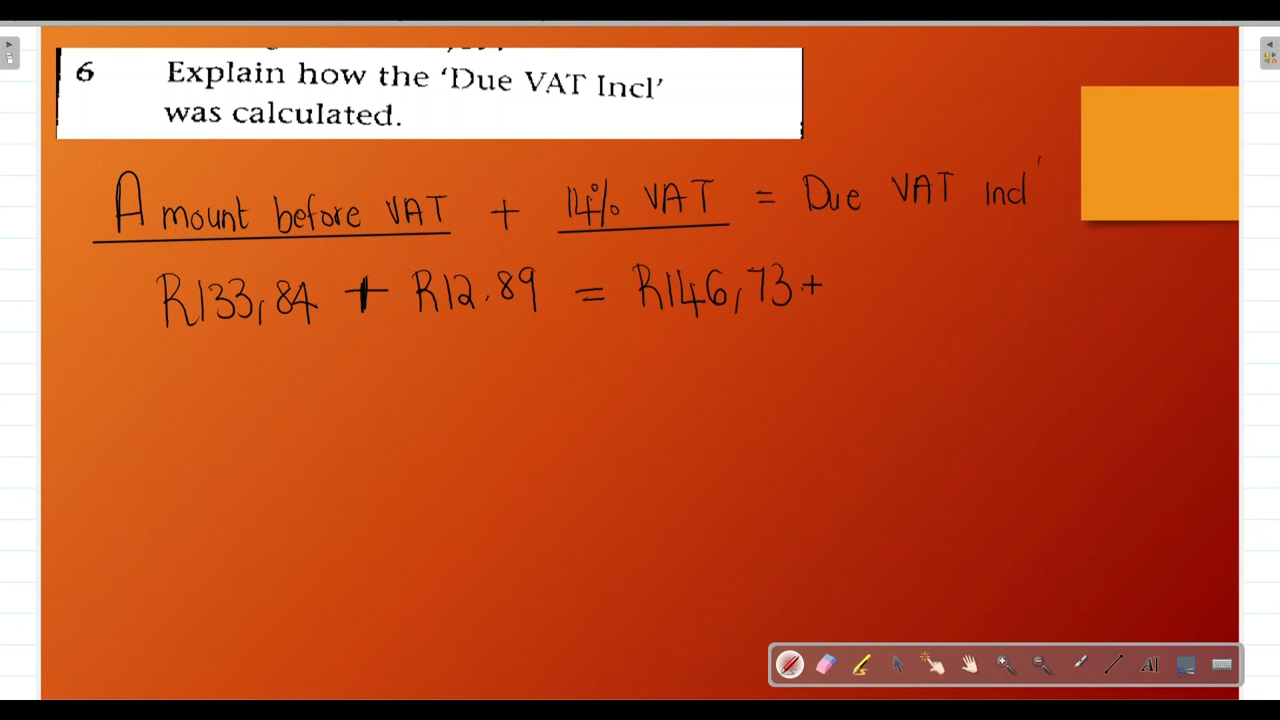 6 Explain how the ‘Due VAT Incl’
was calculated.
Amount before VAT + 14% VAT = Due VAT Incl
R133,84 + R12.89 = R146,73 +
AI